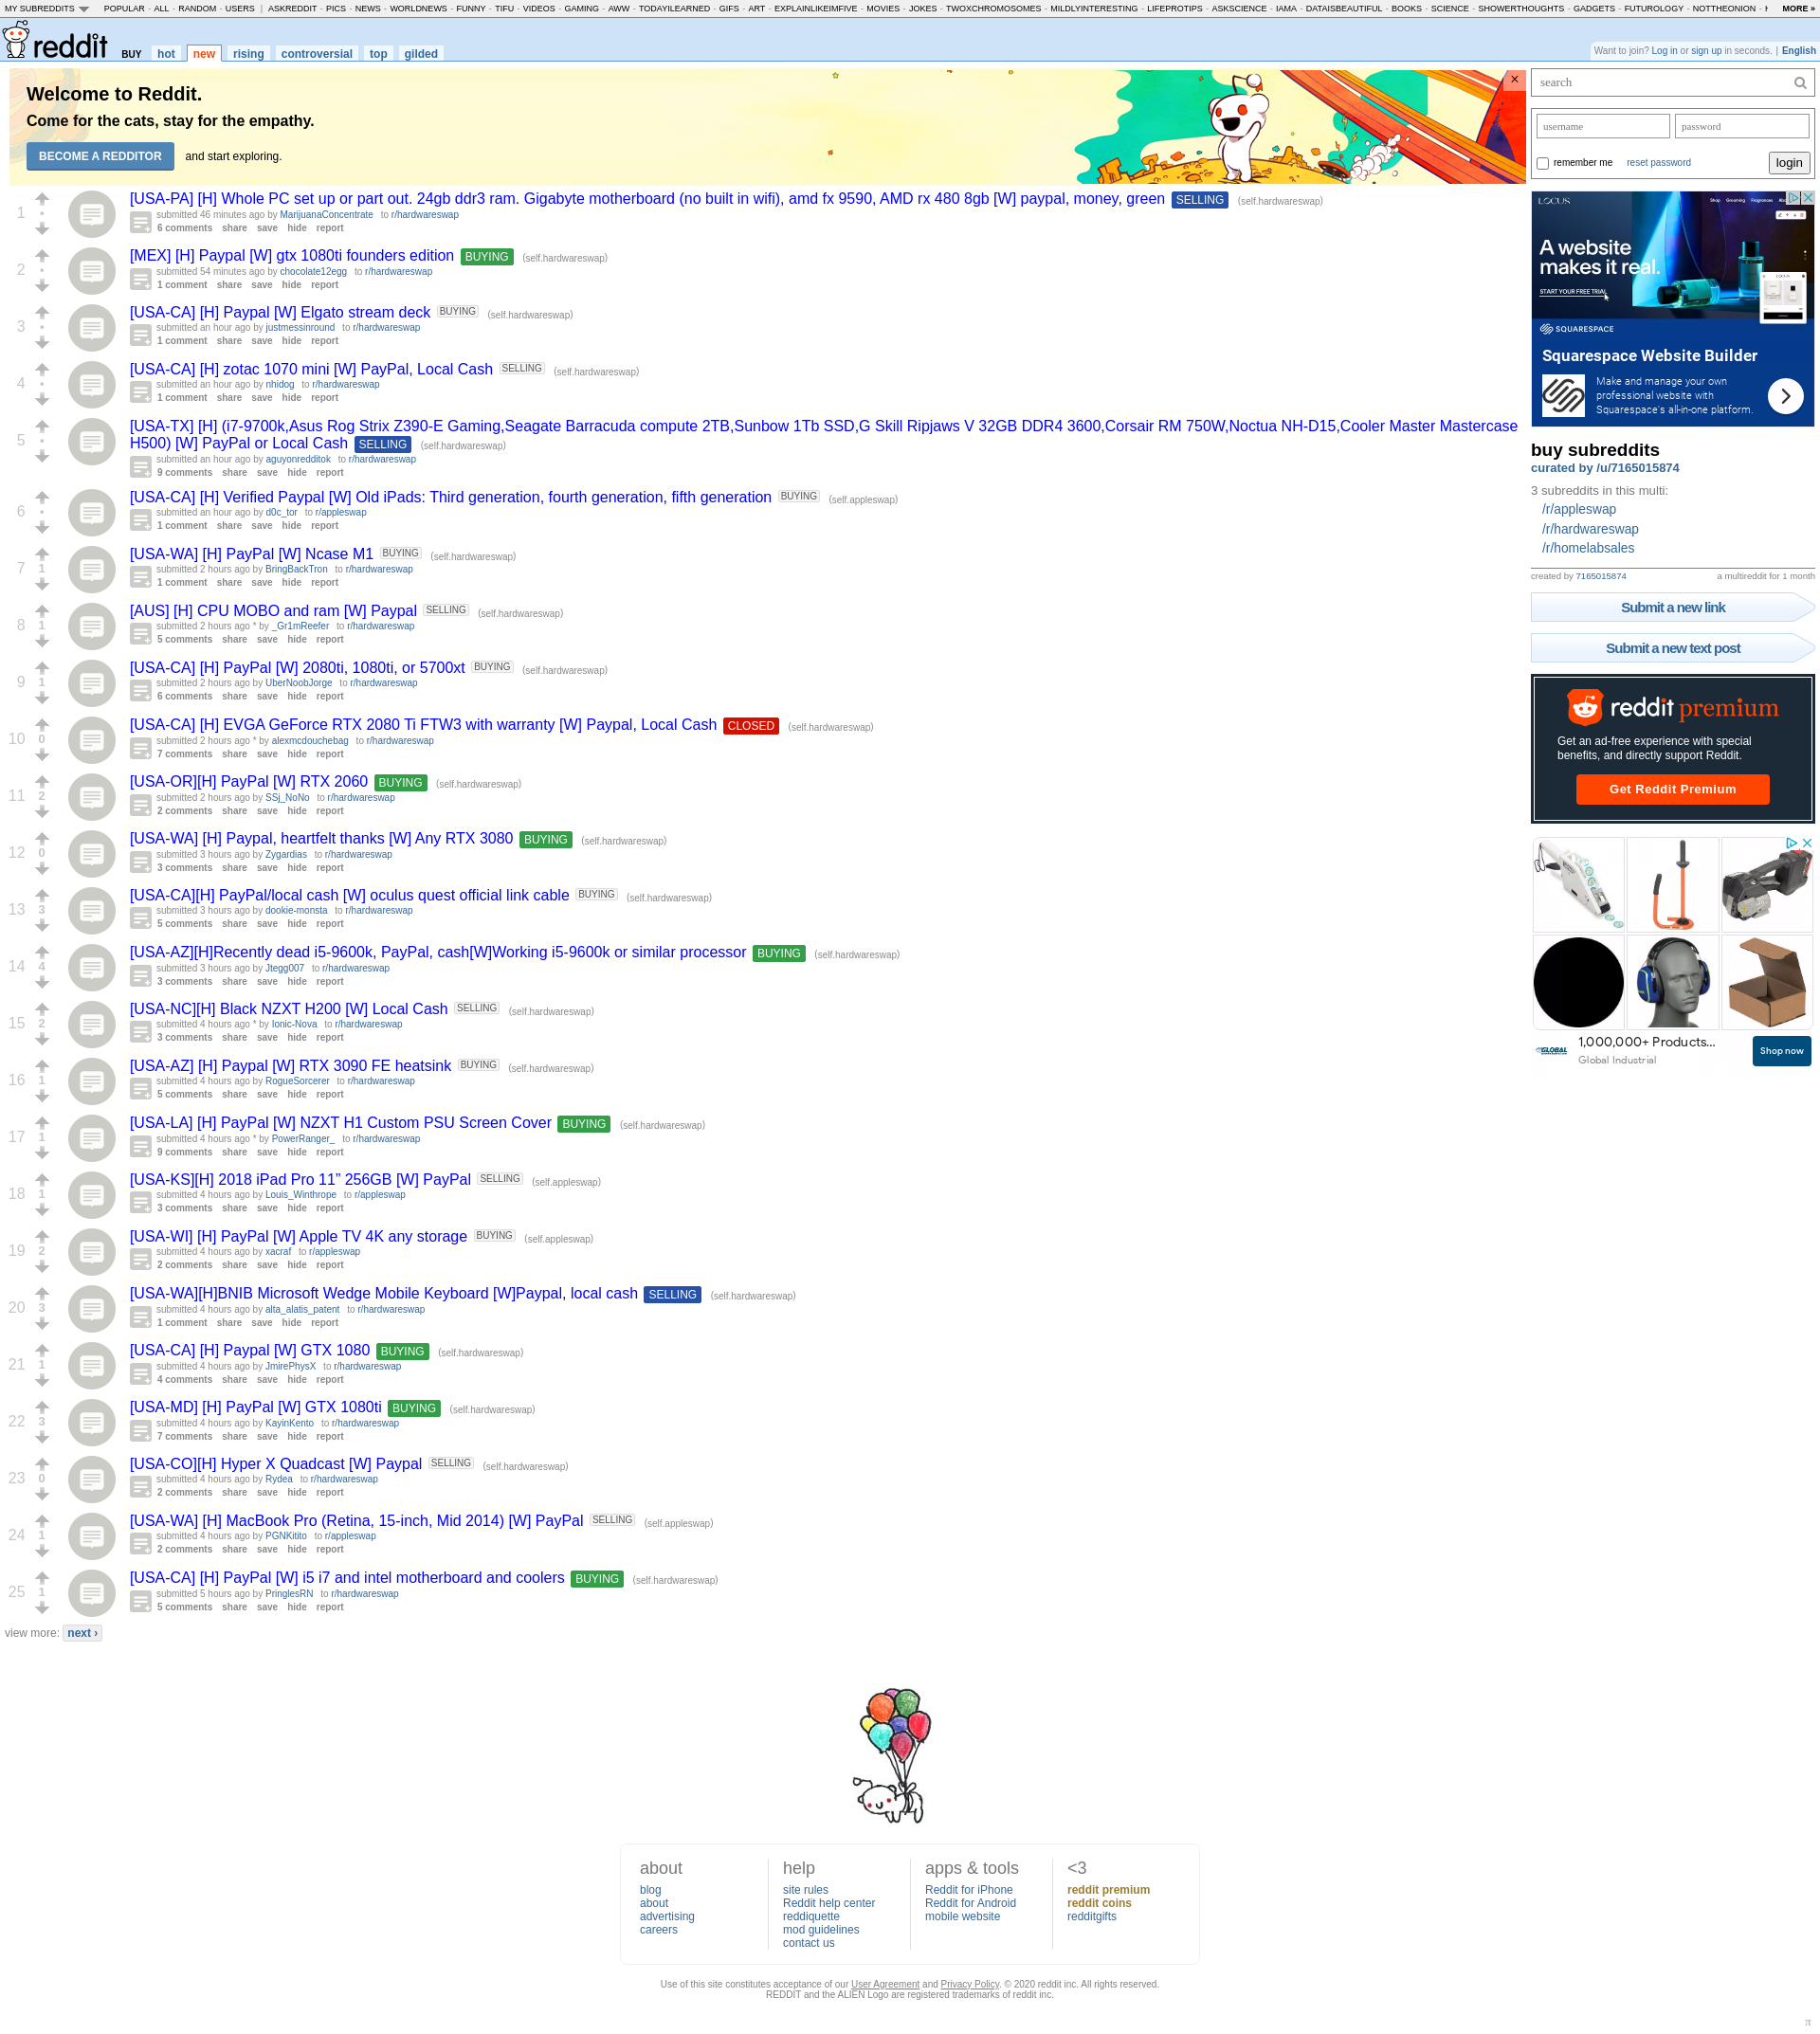 MY SUBREDDITS POPULAR - ALL - RANDOM - USERS | ASKREDDIT - PICS - NEWS - WORLDNEWS - FUNNY - TIFU - VIDEOS - GAMING - AWW - TODAYILEARNED - GIFS - ART - EXPLAINLIKEIMFIVE - MOVIES - JOKES - TWOXCHROMOSOMES - MILDLYINTERESTING - LIFEPROTIPS - ASKSCIENCE - IAMA - DATAISBEAUTIFUL - BOOKS - SCIENCE - SHOWERTHOUGHTS - GADGETS - FUTUROLOGY - NOTTHEONION - MORE »
reddit BUY hot new rising controversial top gilded
Want to join? Log in or sign up in seconds. | English
Welcome to Reddit.
Come for the cats, stay for the empathy.
BECOME A REDDITOR and start exploring.
×
1
[USA-PA] [H] Whole PC set up or part out. 24gb ddr3 ram. Gigabyte motherboard (no built in wifi), amd fx 9590, AMD rx 480 8gb [W] paypal, money, green SELLING (self.hardwareswap)
submitted 46 minutes ago by MarijuanaConcentrate to r/hardwareswap
6 comments share save hide report
2
[MEX] [H] Paypal [W] gtx 1080ti founders edition BUYING (self.hardwareswap)
submitted 54 minutes ago by chocolate12egg to r/hardwareswap
1 comment share save hide report
3
[USA-CA] [H] Paypal [W] Elgato stream deck BUYING (self.hardwareswap)
submitted an hour ago by justmessinround to r/hardwareswap
1 comment share save hide report
4
[USA-CA] [H] zotac 1070 mini [W] PayPal, Local Cash SELLING (self.hardwareswap)
submitted an hour ago by nhidog to r/hardwareswap
1 comment share save hide report
5
[USA-TX] [H] (i7-9700k,Asus Rog Strix Z390-E Gaming,Seagate Barracuda compute 2TB,Sunbow 1Tb SSD,G Skill Ripjaws V 32GB DDR4 3600,Corsair RM 750W,Noctua NH-D15,Cooler Master Mastercase
H500) [W] PayPal or Local Cash SELLING (self.hardwareswap)
submitted an hour ago by aguyonredditok to r/hardwareswap
9 comments share save hide report
6
[USA-CA] [H] Verified Paypal [W] Old iPads: Third generation, fourth generation, fifth generation BUYING (self.appleswap)
submitted an hour ago by d0c_tor to r/appleswap
1 comment share save hide report
7 1
[USA-WA] [H] PayPal [W] Ncase M1 BUYING (self.hardwareswap)
submitted 2 hours ago by BringBackTron to r/hardwareswap
1 comment share save hide report
8 1
[AUS] [H] CPU MOBO and ram [W] Paypal SELLING (self.hardwareswap)
submitted 2 hours ago * by _Gr1mReefer to r/hardwareswap
5 comments share save hide report
9 1
[USA-CA] [H] PayPal [W] 2080ti, 1080ti, or 5700xt BUYING (self.hardwareswap)
submitted 2 hours ago by UberNoobJorge to r/hardwareswap
6 comments share save hide report
10 0
[USA-CA] [H] EVGA GeForce RTX 2080 Ti FTW3 with warranty [W] Paypal, Local Cash CLOSED (self.hardwareswap)
submitted 2 hours ago * by alexmcdouchebag to r/hardwareswap
7 comments share save hide report
11 2
[USA-OR][H] PayPal [W] RTX 2060 BUYING (self.hardwareswap)
submitted 2 hours ago by SSj_NoNo to r/hardwareswap
2 comments share save hide report
12 0
[USA-WA] [H] Paypal, heartfelt thanks [W] Any RTX 3080 BUYING (self.hardwareswap)
submitted 3 hours ago by Zygardias to r/hardwareswap
3 comments share save hide report
13 3
[USA-CA][H] PayPal/local cash [W] oculus quest official link cable BUYING (self.hardwareswap)
submitted 3 hours ago by dookie-monsta to r/hardwareswap
5 comments share save hide report
14 4
[USA-AZ][H]Recently dead i5-9600k, PayPal, cash[W]Working i5-9600k or similar processor BUYING (self.hardwareswap)
submitted 3 hours ago by Jtegg007 to r/hardwareswap
3 comments share save hide report
15 2
[USA-NC][H] Black NZXT H200 [W] Local Cash SELLING (self.hardwareswap)
submitted 4 hours ago * by Ionic-Nova to r/hardwareswap
3 comments share save hide report
16 1
[USA-AZ] [H] Paypal [W] RTX 3090 FE heatsink BUYING (self.hardwareswap)
submitted 4 hours ago by RogueSorcerer to r/hardwareswap
5 comments share save hide report
17 1
[USA-LA] [H] PayPal [W] NZXT H1 Custom PSU Screen Cover BUYING (self.hardwareswap)
submitted 4 hours ago * by PowerRanger_ to r/hardwareswap
9 comments share save hide report
18 1
[USA-KS][H] 2018 iPad Pro 11” 256GB [W] PayPal SELLING (self.appleswap)
submitted 4 hours ago by Louis_Winthrope to r/appleswap
3 comments share save hide report
19 2
[USA-WI] [H] PayPal [W] Apple TV 4K any storage BUYING (self.appleswap)
submitted 4 hours ago by xacraf to r/appleswap
2 comments share save hide report
20 3
[USA-WA][H]BNIB Microsoft Wedge Mobile Keyboard [W]Paypal, local cash SELLING (self.hardwareswap)
submitted 4 hours ago by alta_alatis_patent to r/hardwareswap
1 comment share save hide report
21 1
[USA-CA] [H] Paypal [W] GTX 1080 BUYING (self.hardwareswap)
submitted 4 hours ago by JmirePhysX to r/hardwareswap
4 comments share save hide report
22 3
[USA-MD] [H] PayPal [W] GTX 1080ti BUYING (self.hardwareswap)
submitted 4 hours ago by KayinKento to r/hardwareswap
7 comments share save hide report
23 0
[USA-CO][H] Hyper X Quadcast [W] Paypal SELLING (self.hardwareswap)
submitted 4 hours ago by Rydea to r/hardwareswap
2 comments share save hide report
24 1
[USA-WA] [H] MacBook Pro (Retina, 15-inch, Mid 2014) [W] PayPal SELLING (self.appleswap)
submitted 4 hours ago by PGNKitito to r/appleswap
2 comments share save hide report
25 1
[USA-CA] [H] PayPal [W] i5 i7 and intel motherboard and coolers BUYING (self.hardwareswap)
submitted 5 hours ago by PringlesRN to r/hardwareswap
5 comments share save hide report
view more: next ›
search
username password
remember me reset password login
LOCUS
A website
makes it real.
START YOUR FREE TRIAL
SQUARESPACE
Squarespace Website Builder
Make and manage your own
professional website with
Squarespace's all-in-one platform.
buy subreddits
curated by /u/7165015874
3 subreddits in this multi:
/r/appleswap
/r/hardwareswap
/r/homelabsales
created by 7165015874 a multireddit for 1 month
Submit a new link
Submit a new text post
reddit premium
Get an ad-free experience with special
benefits, and directly support Reddit.
Get Reddit Premium
GLOBAL
1,000,000+ Products...
Global Industrial
Shop now
about
blog
about
advertising
careers
help
site rules
Reddit help center
reddiquette
mod guidelines
contact us
apps & tools
Reddit for iPhone
Reddit for Android
mobile website
<3
reddit premium
reddit coins
redditgifts
Use of this site constitutes acceptance of our User Agreement and Privacy Policy. © 2020 reddit inc. All rights reserved.
REDDIT and the ALIEN Logo are registered trademarks of reddit inc.
π